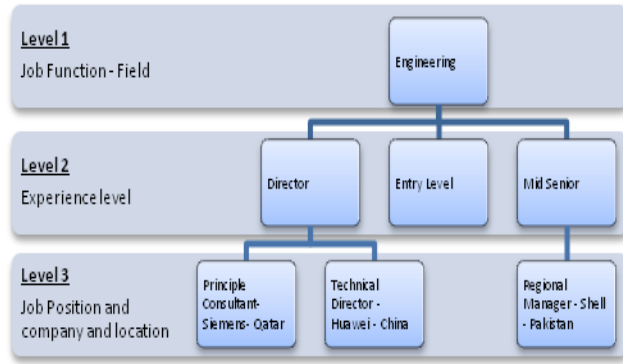 Level 1
Job Function - Field
Engineering
Level 2
Experience level
Director
Entry Level
Mid Senior
Level 3
Job Position and
company and location
Principle
Consultant-
Siemens- Qatar
Technical
Director -
Huawei - China
Regional
Manager - Shell
- Pakistan